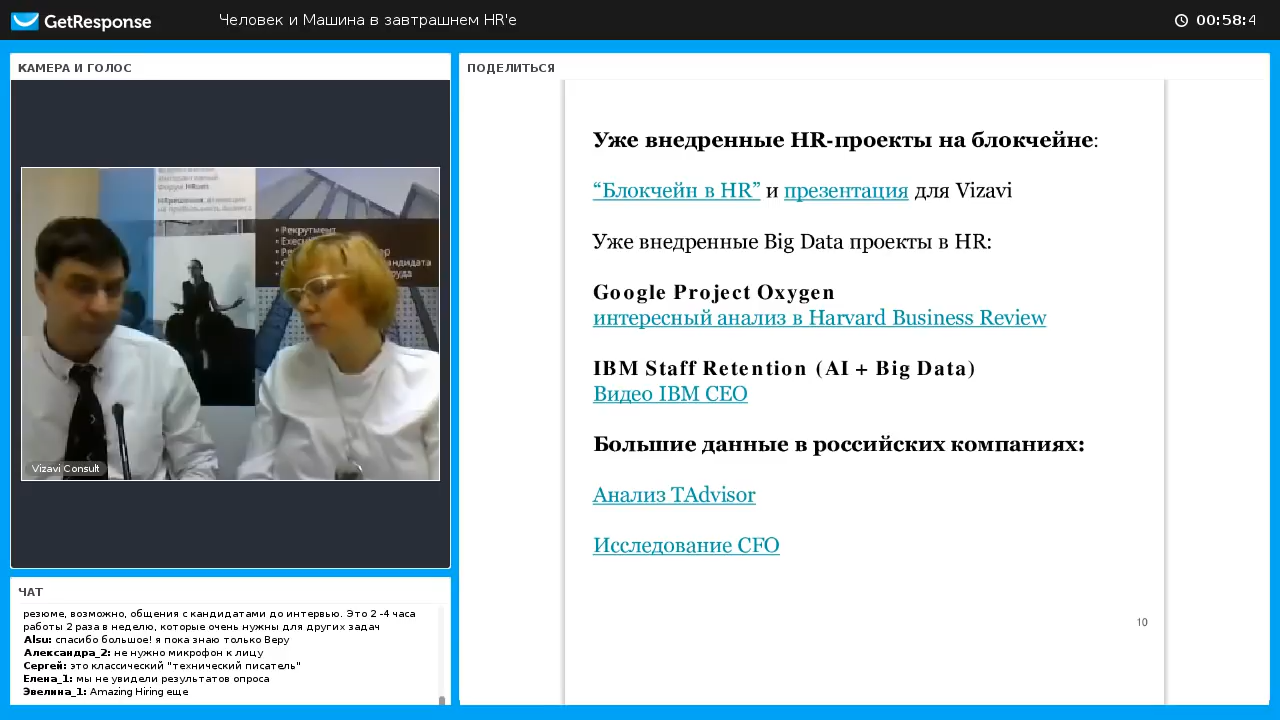 GetResponse
Человек и Машина в завтрашнем HR'е
00:58:4
КАМЕРА И ГОЛОС
ПОДЕЛИТЬСЯ
• Рекрутмент
Vizavi Consult
ЧАТ
резюме, возможно, общения с кандидатами до интервью. Это 2 -4 часа
работы 2 раза в неделю, которые очень нужны для других задач
Alsu: спасибо большое! я пока знаю только Веру
Александра_2: не нужно микрофон к лицу
Сергей: это классический "технический писатель"
Елена_1: мы не увидели результатов опроса
Эвелина_1: Amazing Hiring еще
Уже внедренные HR-проекты на блокчейне:
“Блокчейн в HR” и презентация для Vizavi
Уже внедренные Big Data проекты в HR:
Google Project Oxygen
интересный анализ в Harvard Business Review
IBM Staff Retention (AI + Big Data)
Видео IBM CEO
Большие данные в российских компаниях:
Анализ TAdvisor
Исследование CFO
10